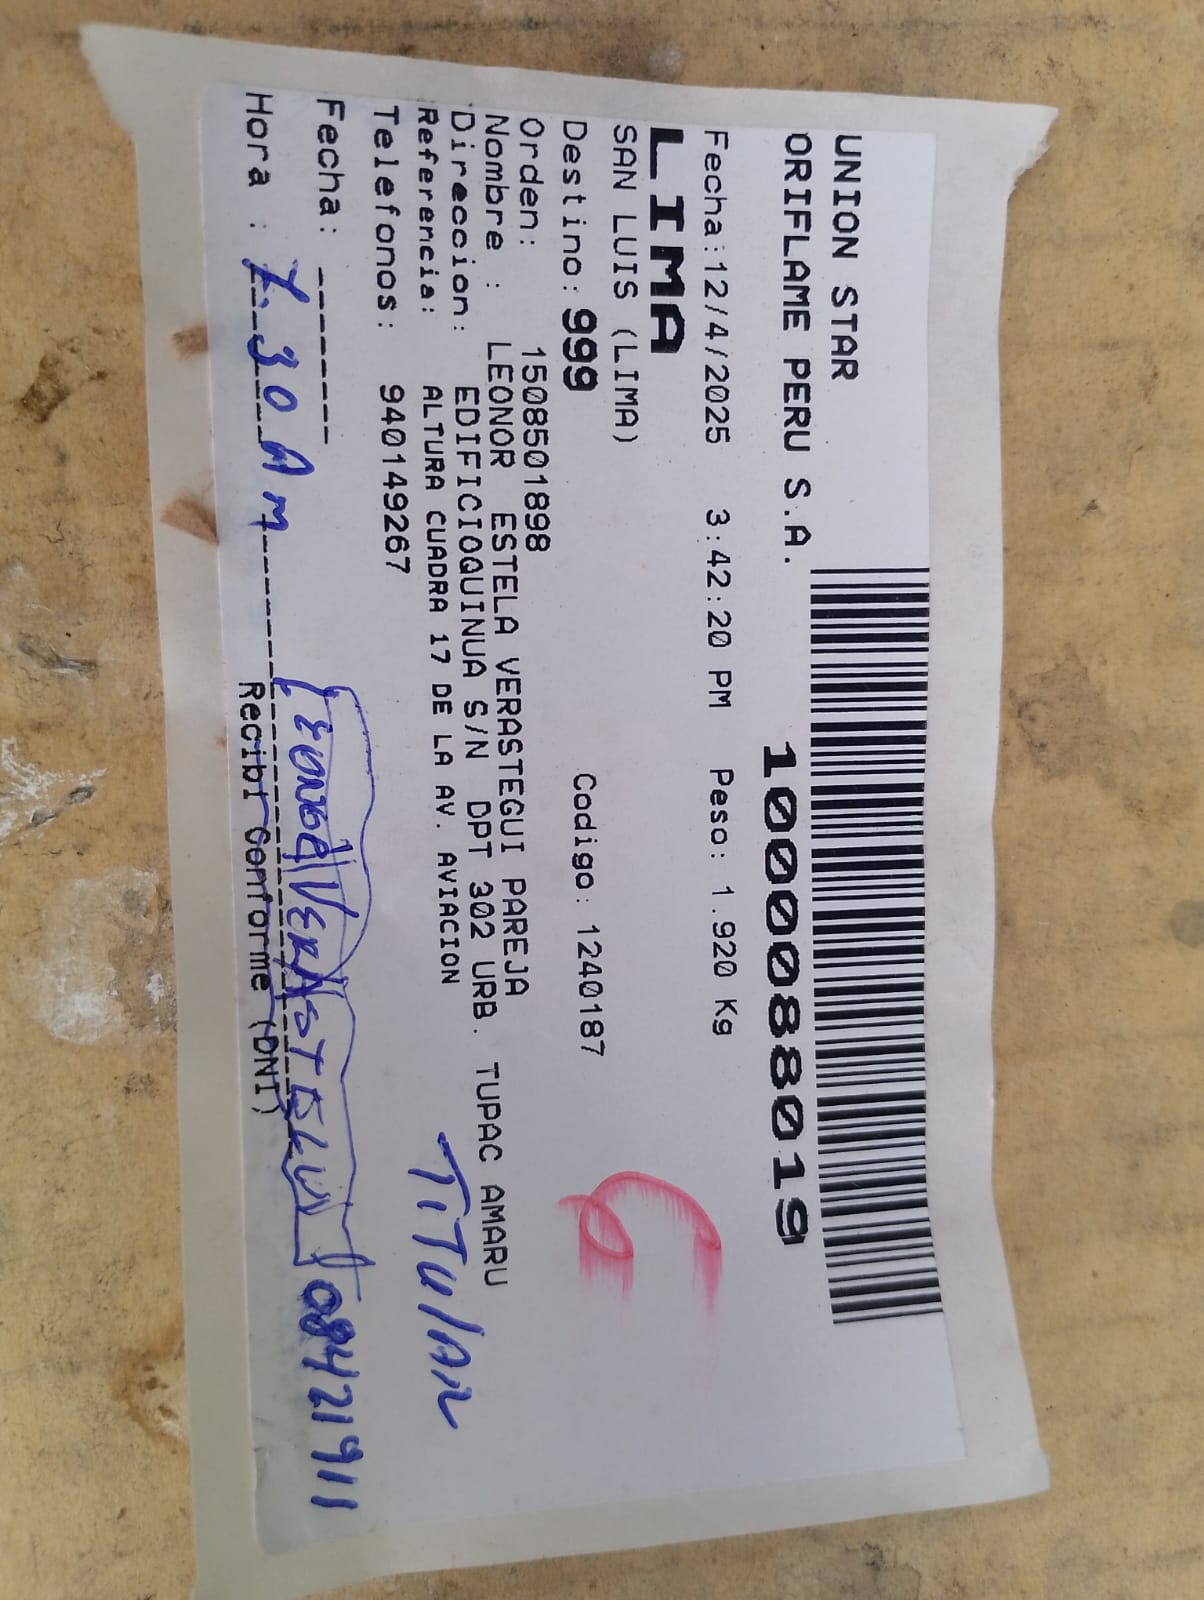 UNION STAR
ORIFLAME PERU S.A.
1000088019
Fecha:12/4/2025 3:42:20 PM Peso: 1.920 Kg
LIMA
SAN LUIS (LIMA)
Destino: 999 Codigo: 1240187
Orden: 1508501898
Nombre : LEONOR ESTELA VERASTEGUI PAREJA
Direccion: EDIFICIOQUINUA S/N DPT 302 URB. TUPAC AMARU
Referencia: ALTURA CUADRA 17 DE LA AV. AVIACION
Telefonos: 940149267
TiTulAR
Fecha:
Hora : 7.30 Am
VERASTEGUI 08421911
Recibi Conforme (DNI)